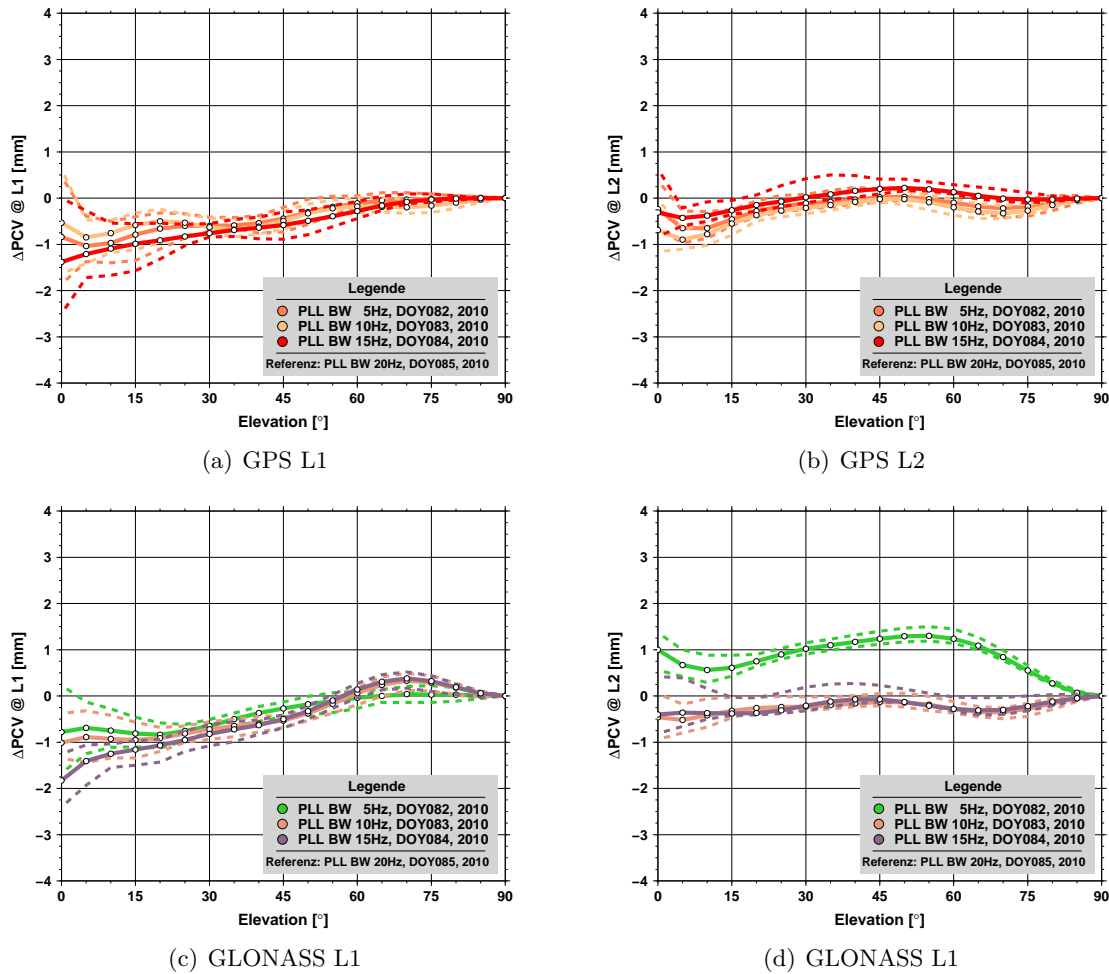 4
3
2
1
0
−1
−2
−3
−4
ΔPCV @ L1 [mm]
0 15 30 45 60 75 90
Elevation [°]
Legende
PLL BW 5Hz, DOY082, 2010
PLL BW 10Hz, DOY083, 2010
PLL BW 15Hz, DOY084, 2010
Referenz: PLL BW 20Hz, DOY085, 2010
(a) GPS L1
4
3
2
1
0
−1
−2
−3
−4
ΔPCV @ L2 [mm]
0 15 30 45 60 75 90
Elevation [°]
Legende
PLL BW 5Hz, DOY082, 2010
PLL BW 10Hz, DOY083, 2010
PLL BW 15Hz, DOY084, 2010
Referenz: PLL BW 20Hz, DOY085, 2010
(b) GPS L2
4
3
2
1
0
−1
−2
−3
−4
ΔPCV @ L1 [mm]
0 15 30 45 60 75 90
Elevation [°]
Legende
PLL BW 5Hz, DOY082, 2010
PLL BW 10Hz, DOY083, 2010
PLL BW 15Hz, DOY084, 2010
Referenz: PLL BW 20Hz, DOY085, 2010
(c) GLONASS L1
4
3
2
1
0
−1
−2
−3
−4
ΔPCV @ L2 [mm]
0 15 30 45 60 75 90
Elevation [°]
Legende
PLL BW 5Hz, DOY082, 2010
PLL BW 10Hz, DOY083, 2010
PLL BW 15Hz, DOY084, 2010
Referenz: PLL BW 20Hz, DOY085, 2010
(d) GLONASS L1